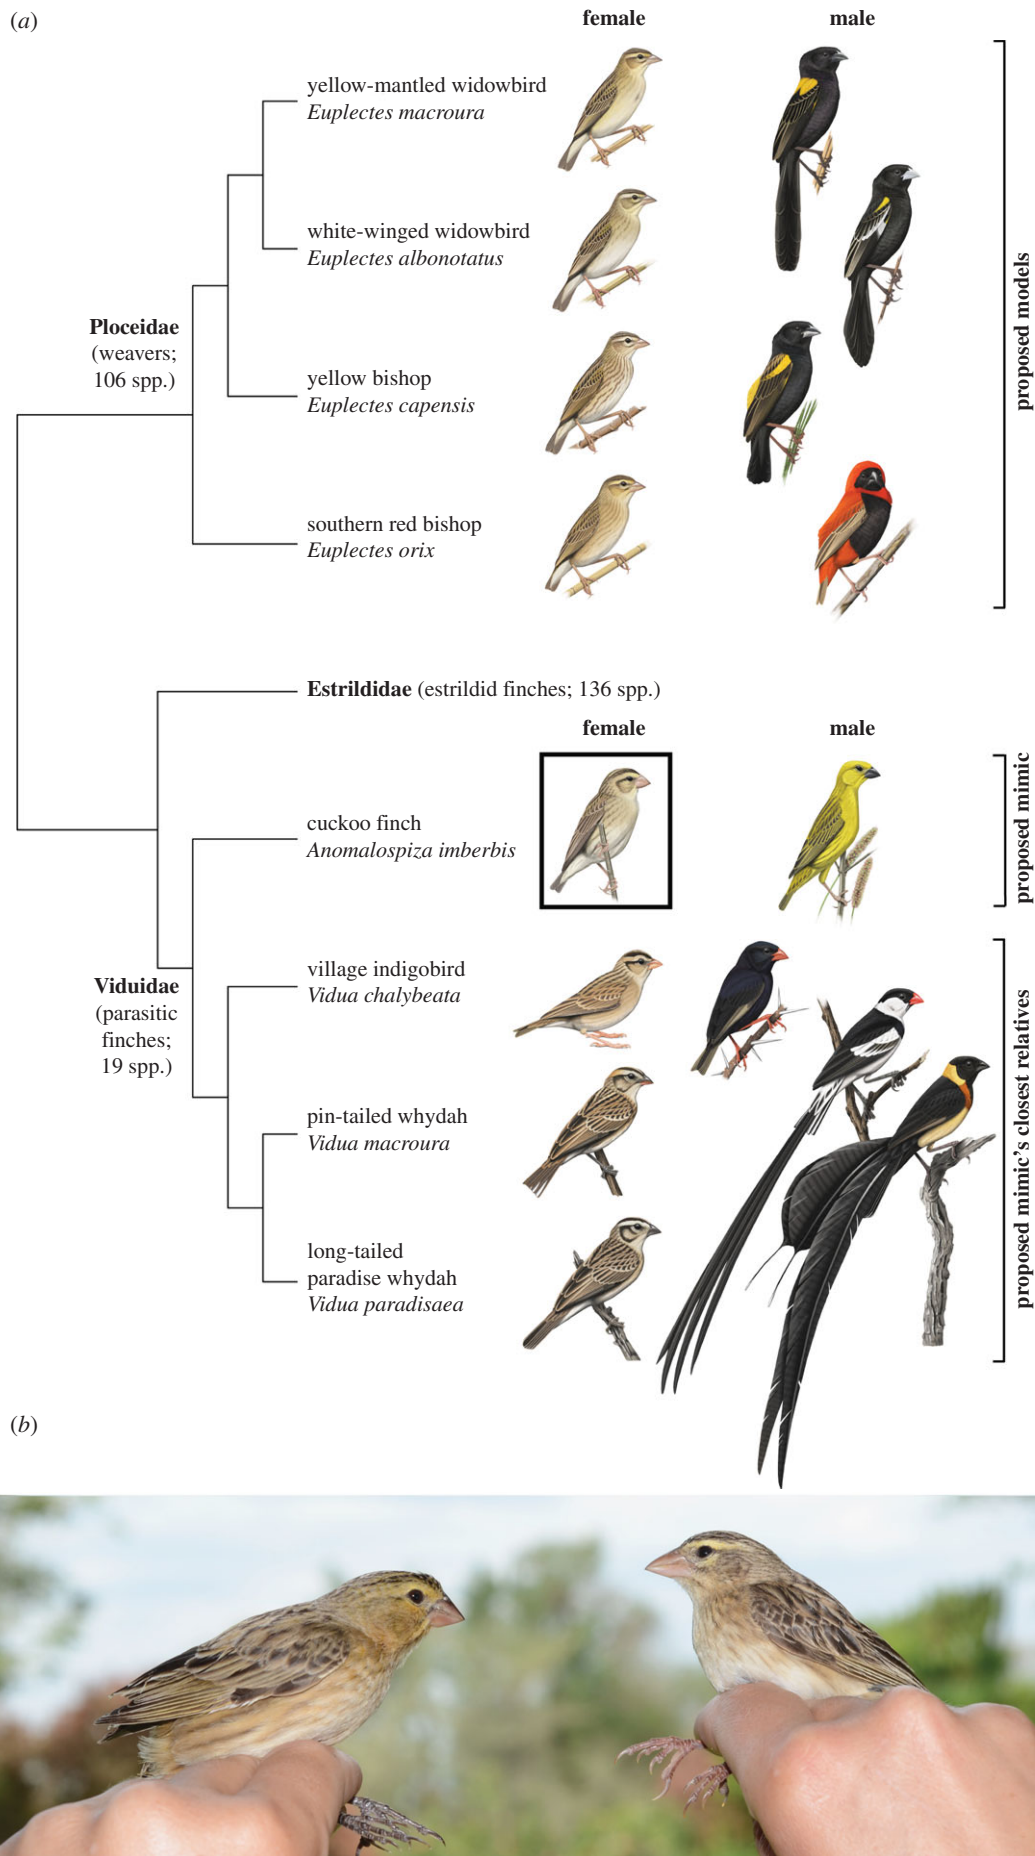 (a)
female
male
yellow-mantled widowbird
Euplectes macroura
white-winged widowbird
Euplectes albonotatus
Ploceidae
(weavers;
106 spp.)
yellow bishop
Euplectes capensis
southern red bishop
Euplectes orix
proposed models
Estrildidae (estrildid finches; 136 spp.)
female
male
cuckoo finch
Anomalospiza imberbis
proposed mimic
village indigobird
Vidua chalybeata
Viduidae
(parasitic
finches;
19 spp.)
pin-tailed whydah
Vidua macroura
long-tailed
paradise whydah
Vidua paradisaea
proposed mimic's closest relatives
(b)